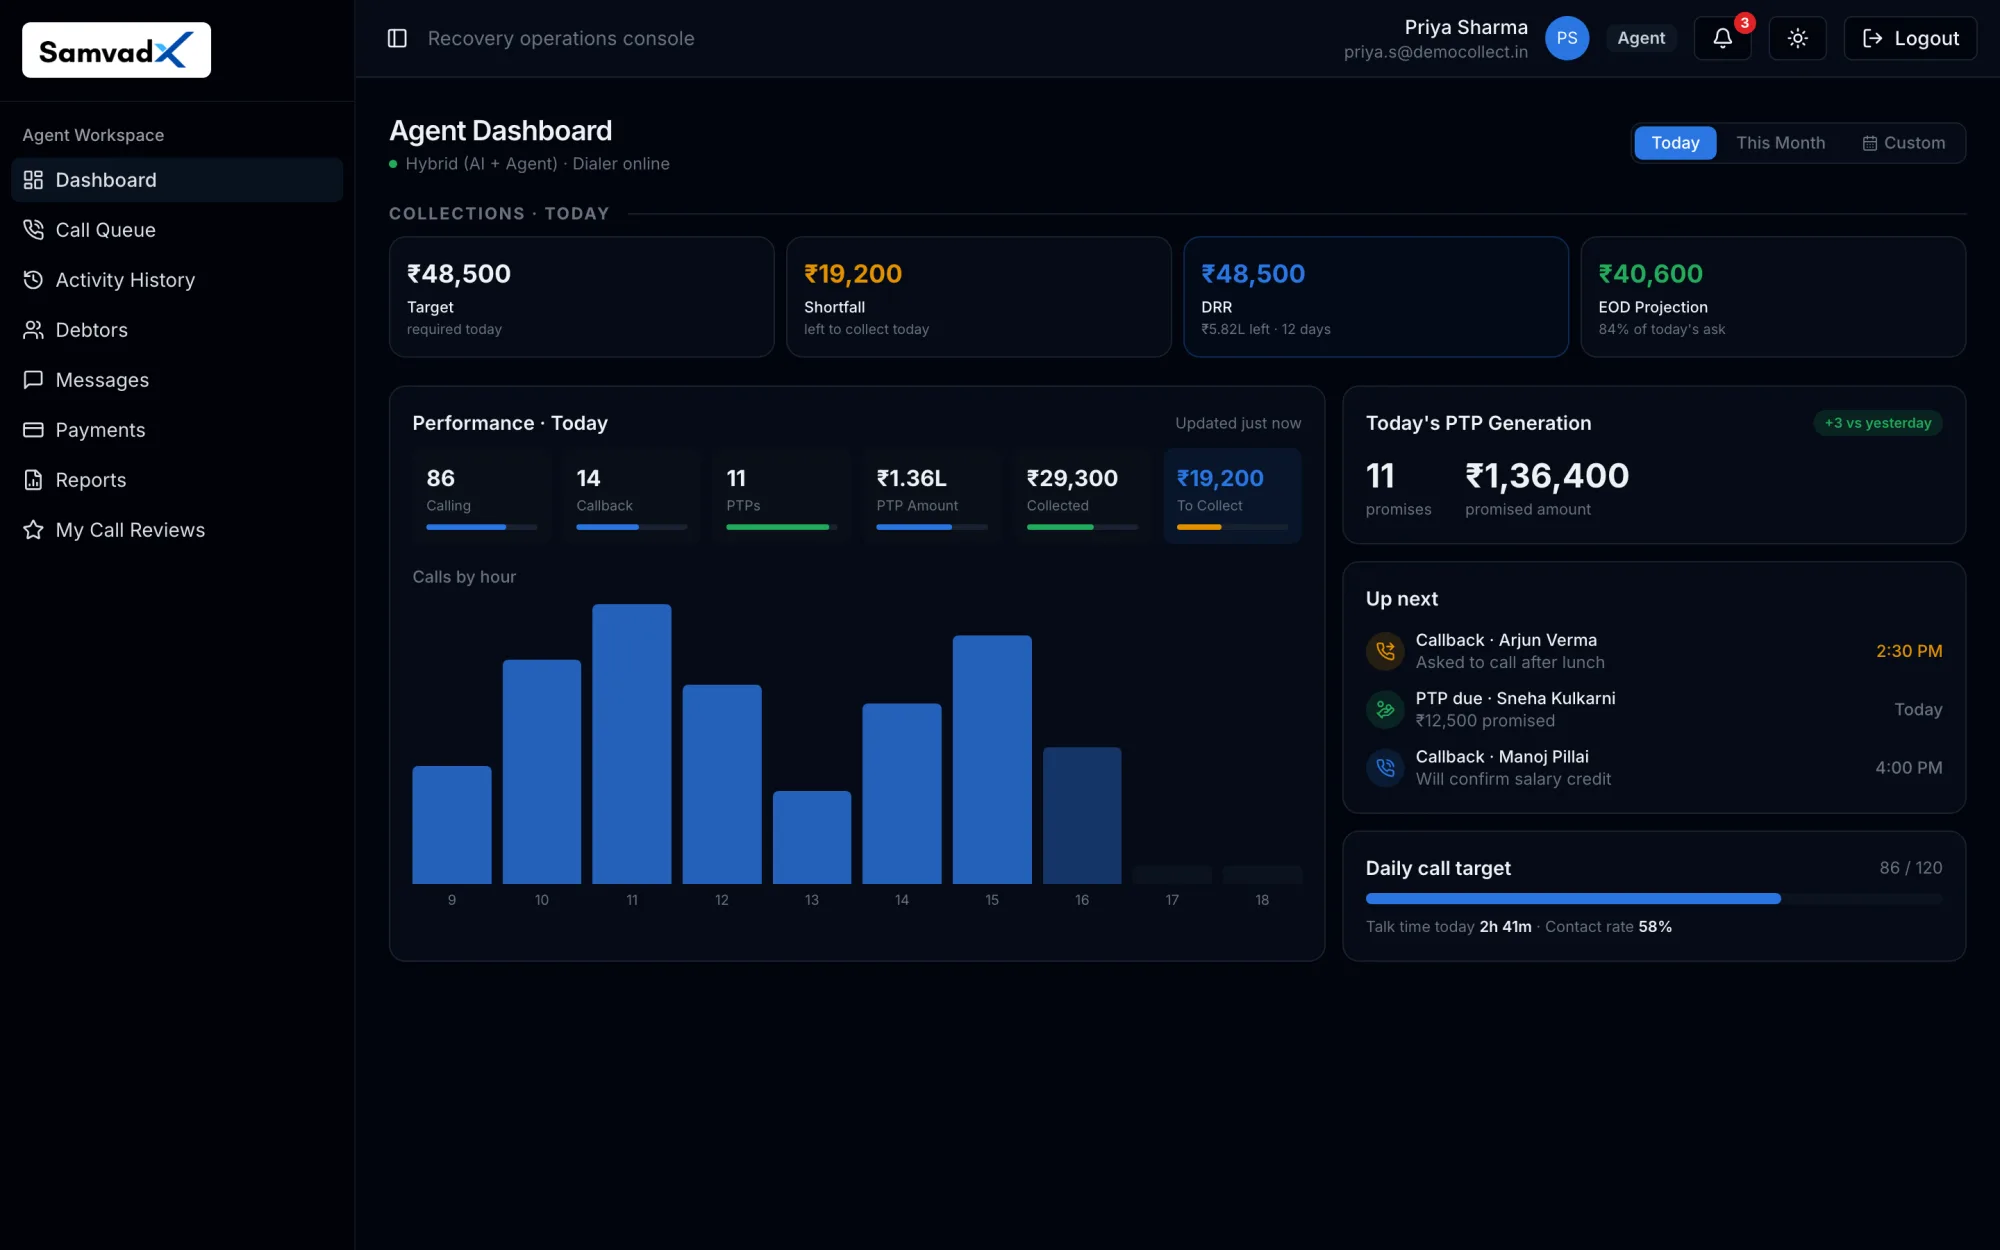 SamvadX
Recovery operations console
Priya Sharma
priya.s@democollect.in
PS
Agent
3
Logout
Agent Workspace
Dashboard
Call Queue
Activity History
Debtors
Messages
Payments
Reports
My Call Reviews
Agent Dashboard
Hybrid (AI + Agent) · Dialer online
Today
This Month
Custom
COLLECTIONS · TODAY
₹48,500
Target
required today
₹19,200
Shortfall
left to collect today
₹48,500
DRR
₹5.82L left · 12 days
₹40,600
EOD Projection
84% of today's ask
Performance · Today
Updated just now
86
Calling
14
Callback
11
PTPs
₹1.36L
PTP Amount
₹29,300
Collected
₹19,200
To Collect
Calls by hour
9 10 11 12 13 14 15 16 17 18
Today's PTP Generation
+3 vs yesterday
11
promises
₹1,36,400
promised amount
Up next
Callback · Arjun Verma
Asked to call after lunch
2:30 PM
PTP due · Sneha Kulkarni
₹12,500 promised
Today
Callback · Manoj Pillai
Will confirm salary credit
4:00 PM
Daily call target
86 / 120
Talk time today 2h 41m · Contact rate 58%